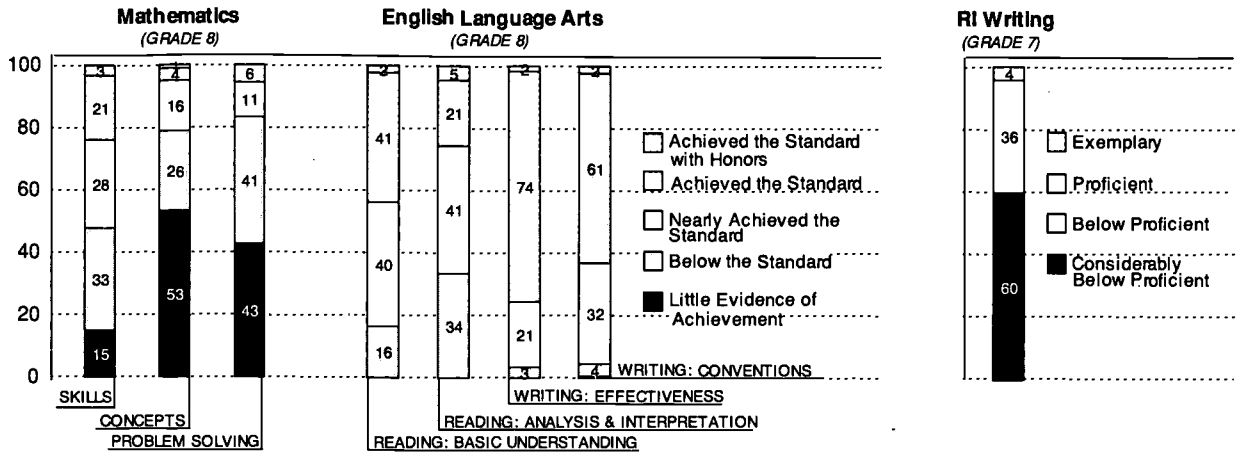 Mathematics
(GRADE 8)
English Language Arts
(GRADE 8)
RI Writing
(GRADE 7)
100
80
60
40
20
0
3
21
28
33
15
4
16
26
53
6
11
41
43
41
40
16
5
21
41
34
2
74
21
3
61
32
4
Achieved the Standard
with Honors
Achieved the Standard
Nearly Achieved the
Standard
Below the Standard
Little Evidence of
Achievement
4
36
60
Exemplary
Proficient
Below Proficient
Considerably
Below Proficient
SKILLS
CONCEPTS
PROBLEM SOLVING
WRITING: CONVENTIONS
WRITING: EFFECTIVENESS
READING: ANALYSIS & INTERPRETATION
READING: BASIC UNDERSTANDING